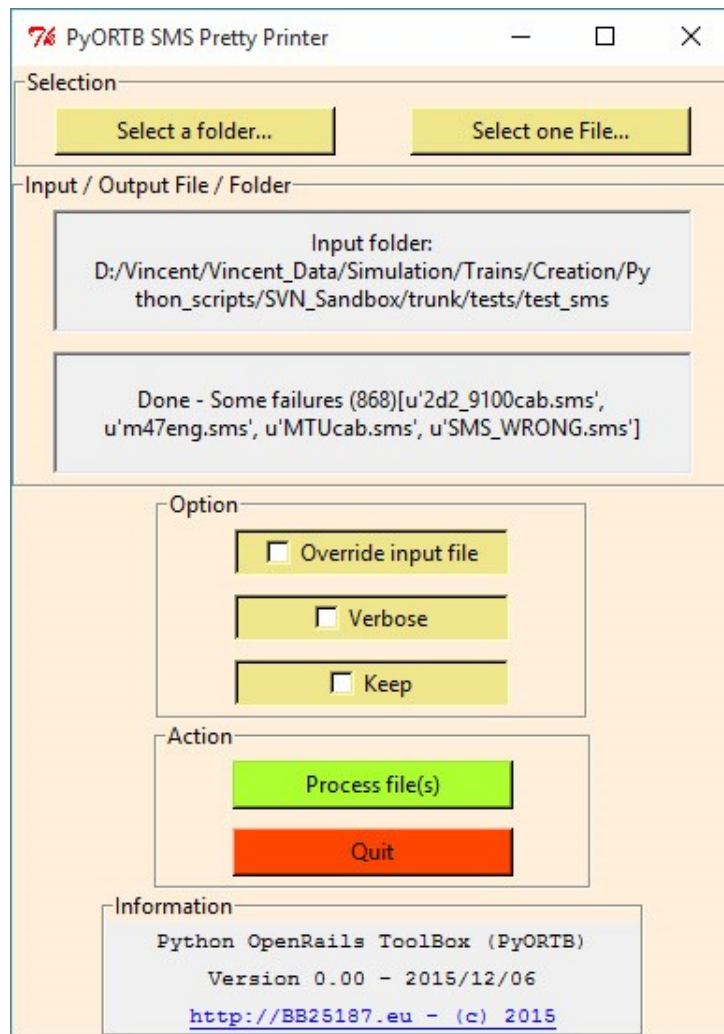 PyORTB SMS Pretty Printer
Selection
Select a folder... Select one File...
Input / Output File / Folder
Input folder:
D:/Vincent/Vincent_Data/Simulation/Trains/Creation/Py
thon_scripts/SVN_Sandbox/trunk/tests/test_sms
Done - Some failures (868)[u'2d2_9100cab.sms',
u'm47eng.sms', u'MTUcab.sms', u'SMS_WRONG.sms']
Option
Override input file
Verbose
Keep
Action
Process file(s)
Quit
Information
Python OpenRails ToolBox (PyORTB)
Version 0.00 - 2015/12/06
http://BB25187.eu - (c) 2015